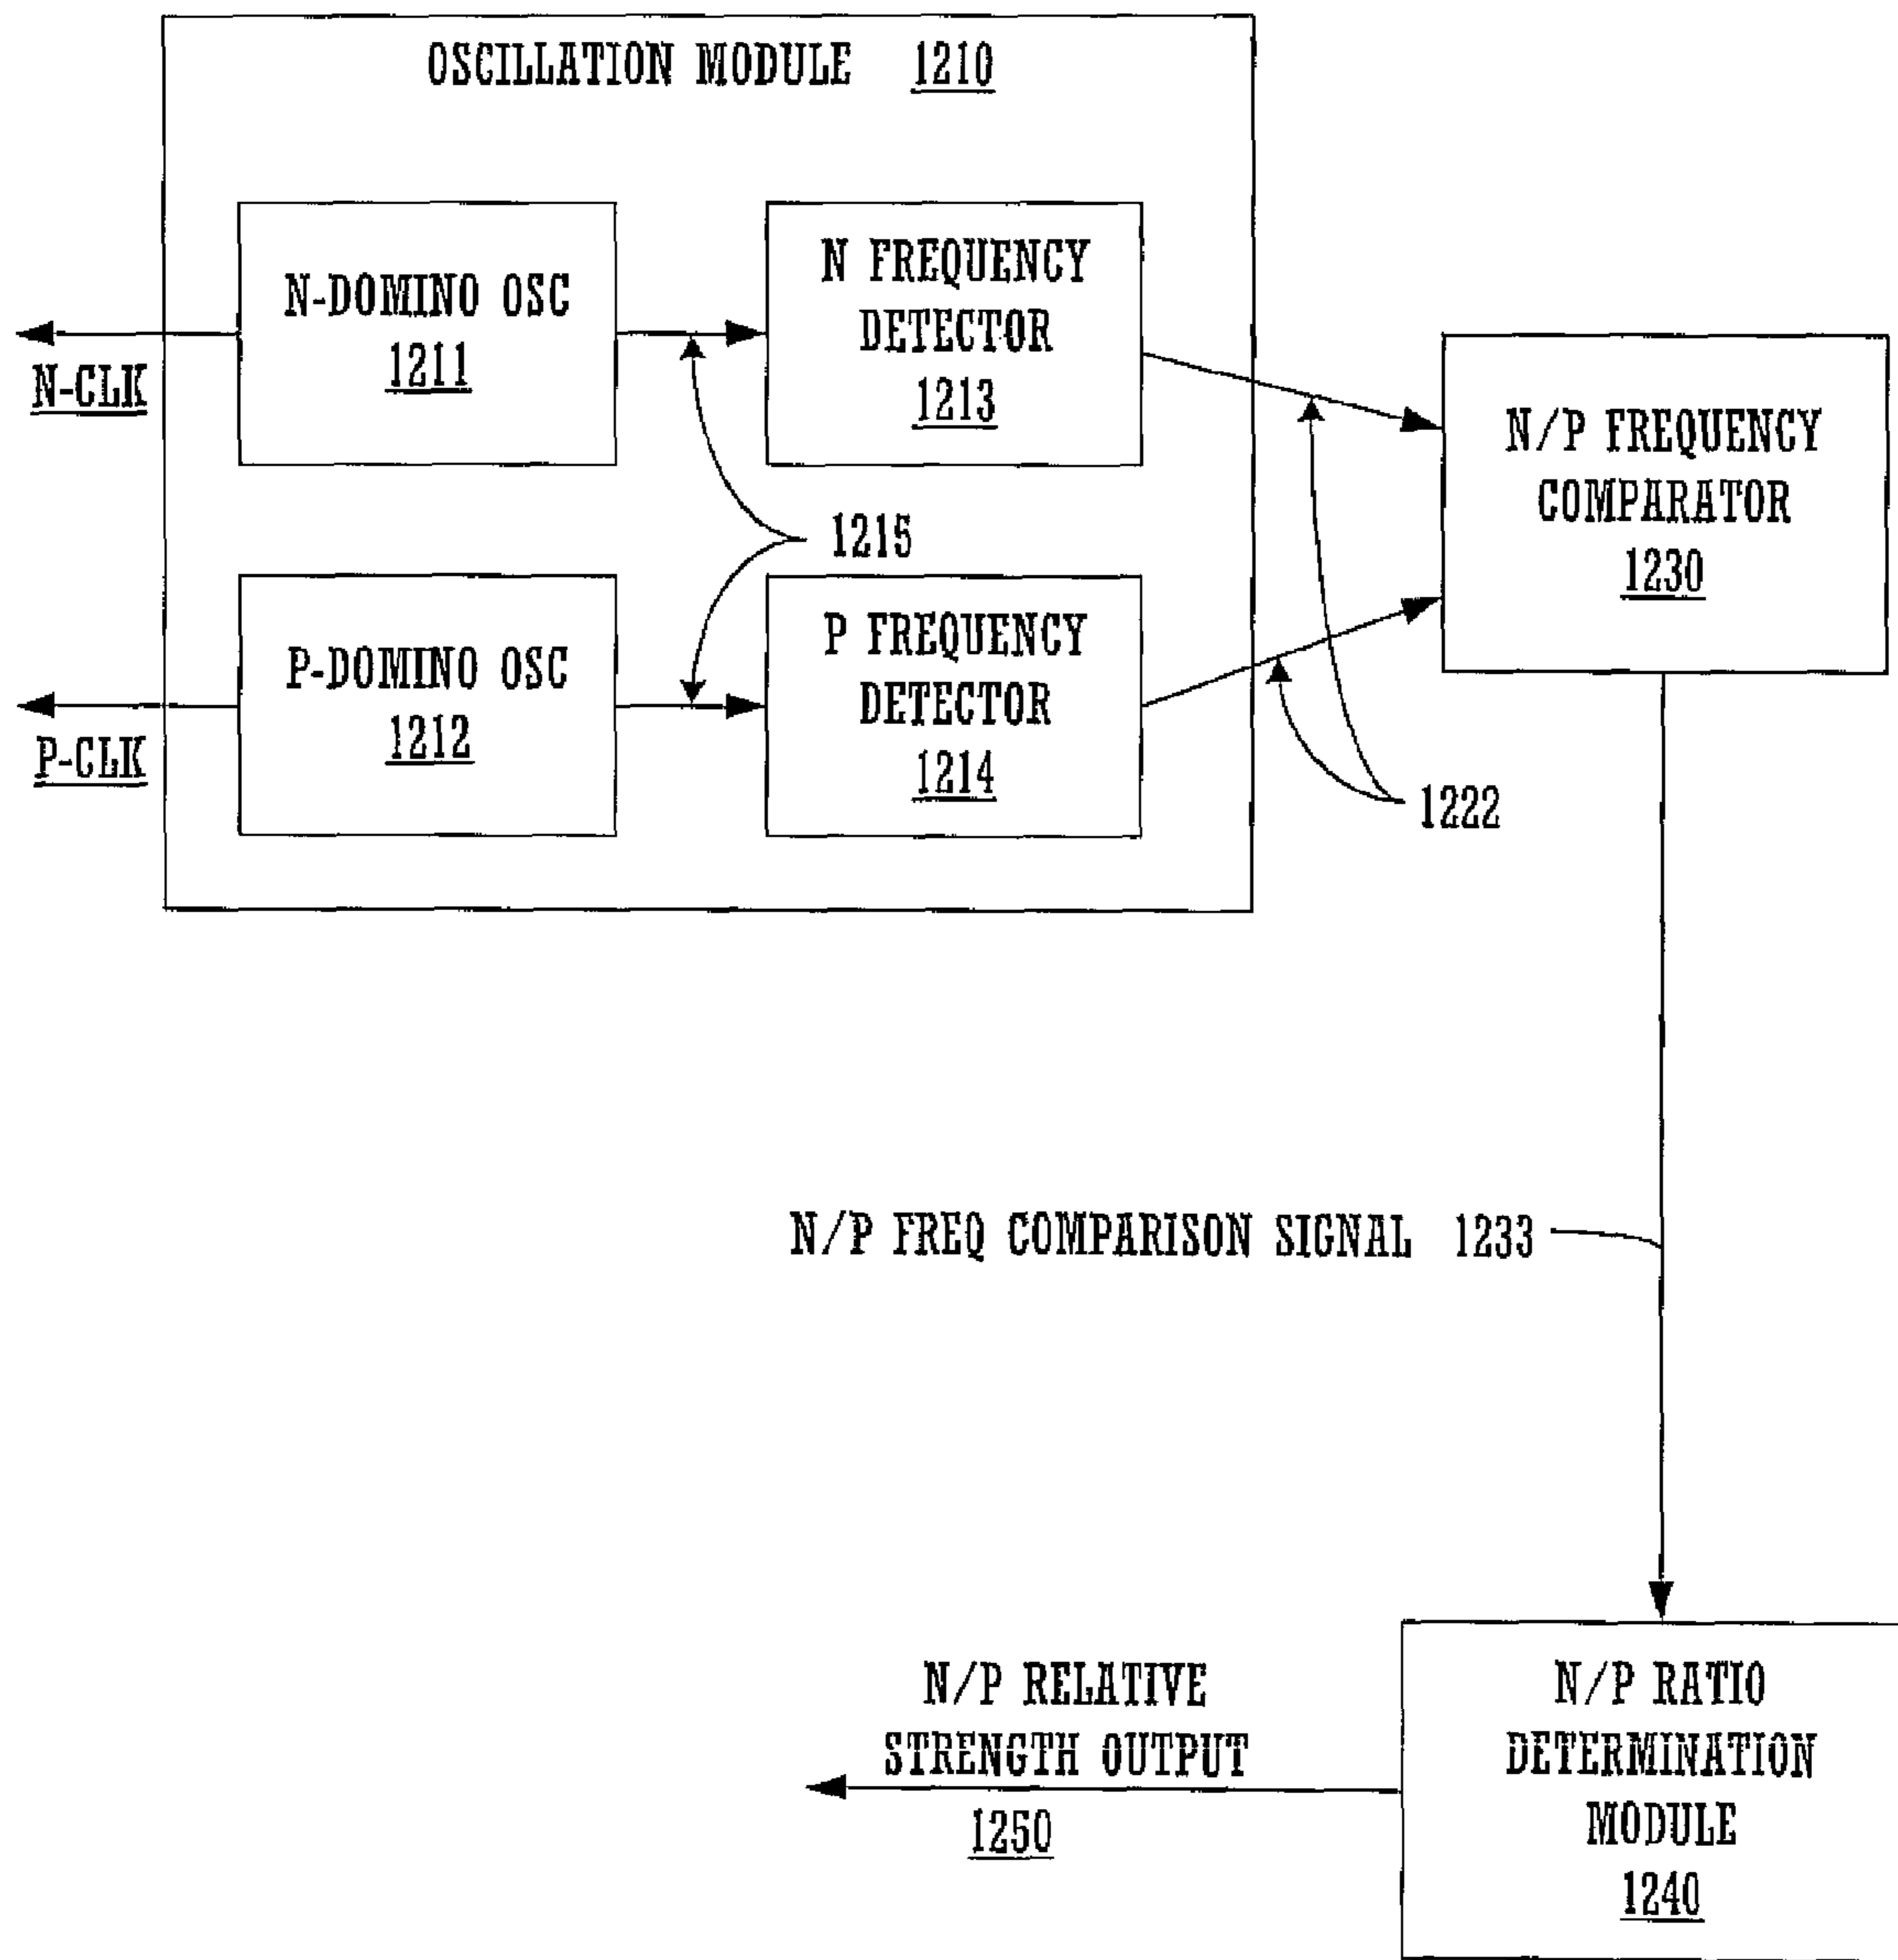 OSCILLATION MODULE 1210
N-DOMINO OSC
1211
N FREQUENCY
DETECTOR
1213
N-CLK
N/P FREQUENCY
COMPARATOR
1230
1215
P-DOMINO OSC
1212
P FREQUENCY
DETECTOR
1214
P-CLK
1222
N/P FREQ COMPARISON SIGNAL 1233
N/P RELATIVE
STRENGTH OUTPUT
1250
N/P RATIO
DETERMINATION
MODULE
1240